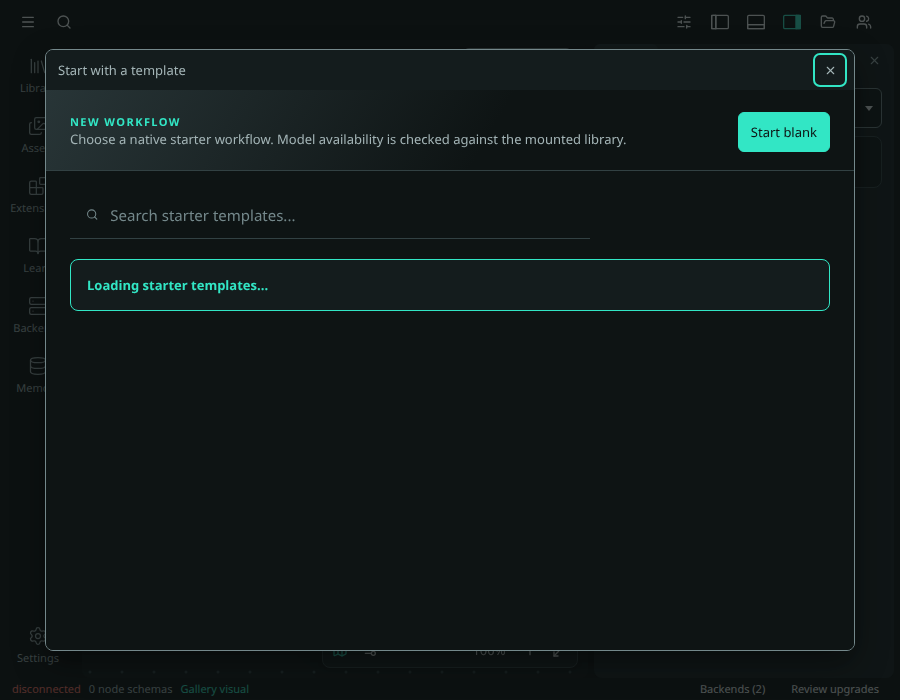 Start with a template
NEW WORKFLOW
Choose a native starter workflow. Model availability is checked against the mounted library.
Start blank
Search starter templates...
Loading starter templates...
Settings
disconnected
0 node schemas
Gallery visual
Backends (2)
Review upgrades